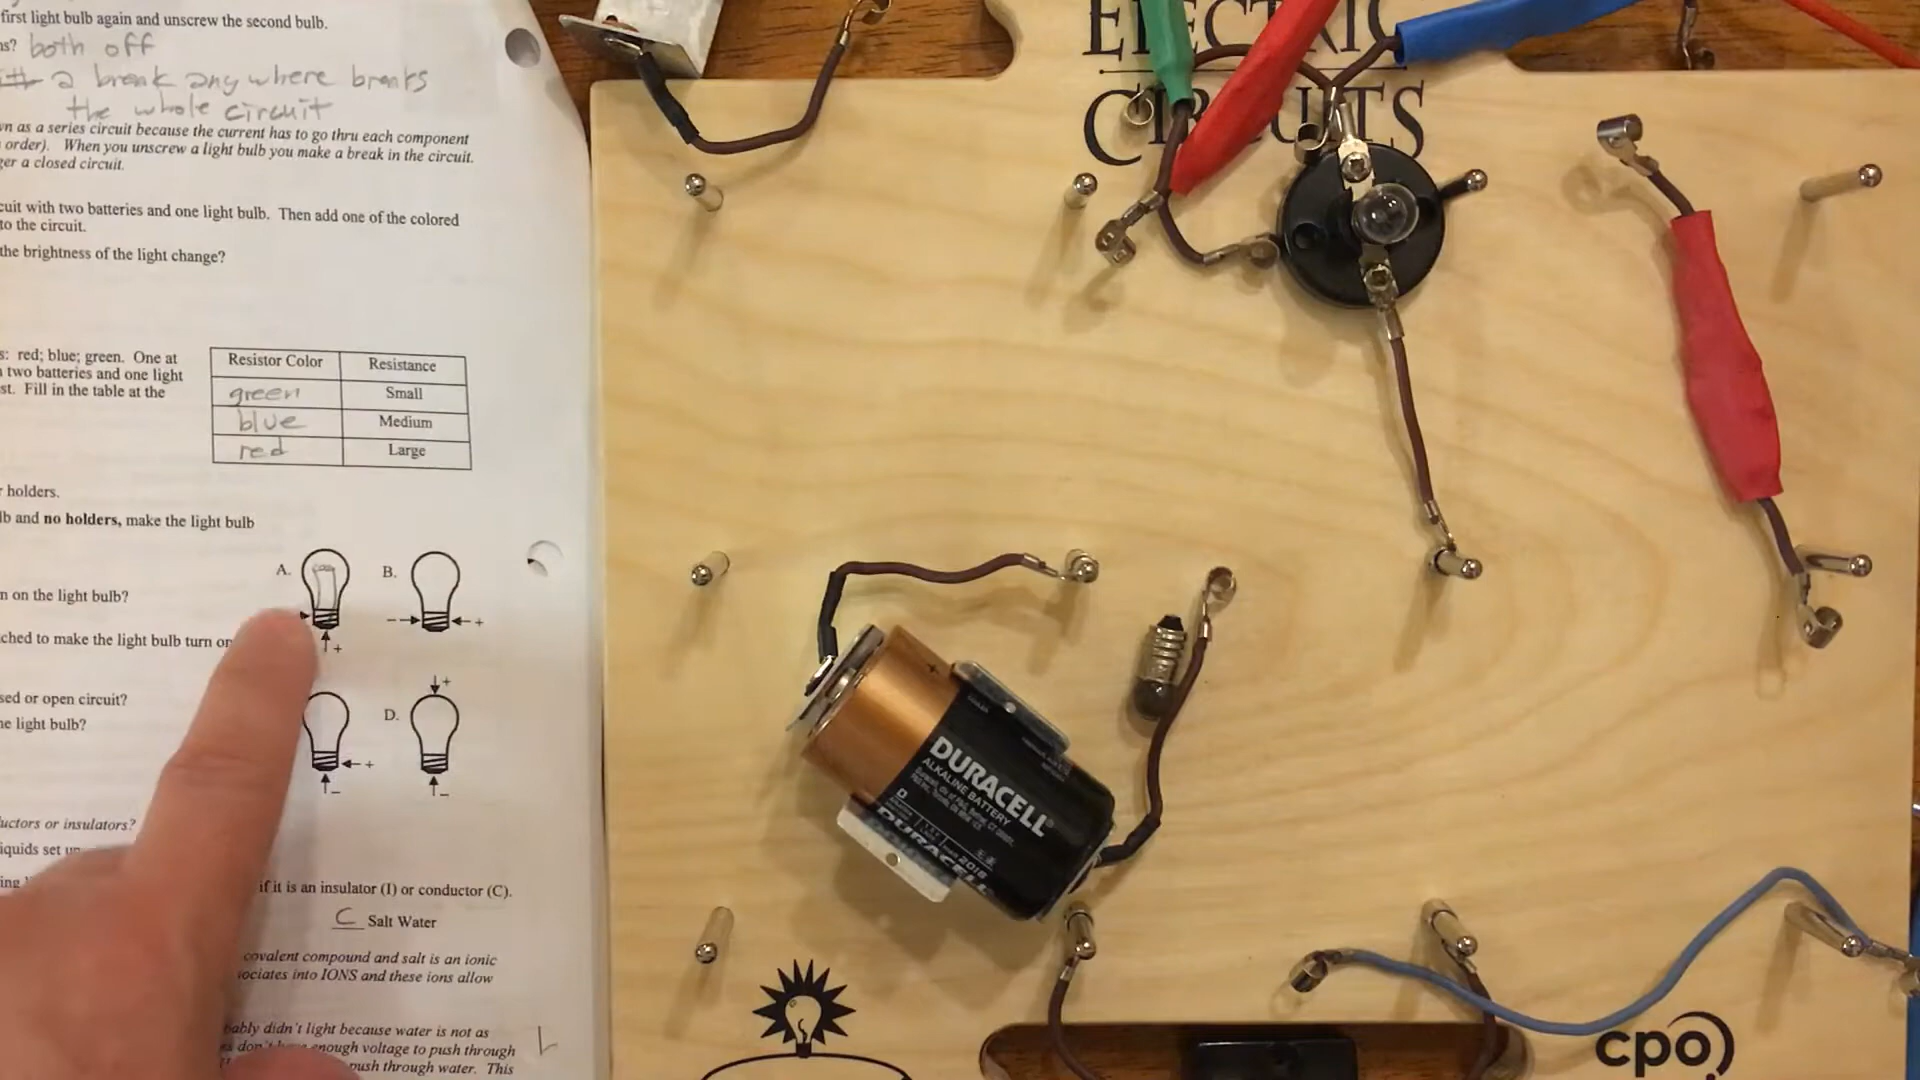 first light bulb again and unscrew the second bulb.
ns? both off
a break anywhere breaks
the whole circuit
wn as a series circuit because the current has to go thru each component
order). When you unscrew a light bulb you make a break in the circuit.
ger a closed circuit.
cuit with two batteries and one light bulb. Then add one of the colored
to the circuit.
the brightness of the light change?
s: red; blue; green. One at
two batteries and one light
st. Fill in the table at the
Resistor Color Resistance
green Small
blue Medium
red Large
r holders.
lb and no holders, make the light bulb
A. B.
n on the light bulb?
- + +
ched to make the light bulb turn on
+
sed or open circuit?
+
D.
he light bulb?
+
- -
uctors or insulators?
iquids set up
ing if it is an insulator (I) or conductor (C).
C Salt Water
covalent compound and salt is an ionic
sociates into IONS and these ions allow
bably didn't light because water is not as
es don't have enough voltage to push through
push through water. This
ELECTRIC
CIRCUITS
+
DURACELL
ALKALINE BATTERY
D
DURACELL
cpo